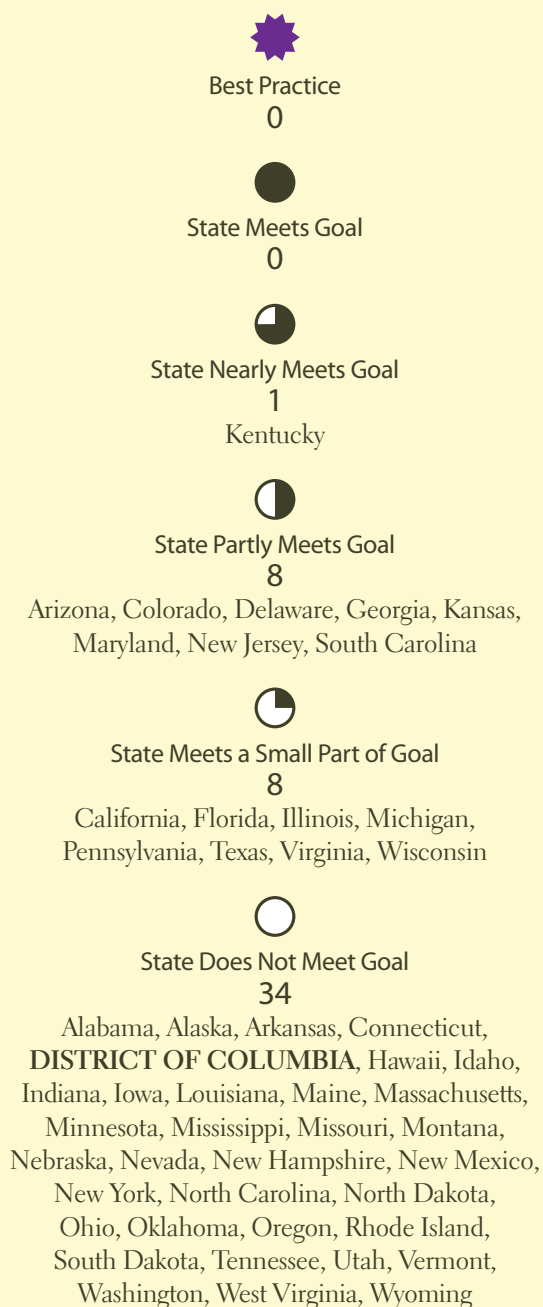 Best Practice
0
State Meets Goal
0
State Nearly Meets Goal
1
Kentucky
State Partly Meets Goal
8
Arizona, Colorado, Delaware, Georgia, Kansas,
Maryland, New Jersey, South Carolina
State Meets a Small Part of Goal
8
California, Florida, Illinois, Michigan,
Pennsylvania, Texas, Virginia, Wisconsin
State Does Not Meet Goal
34
Alabama, Alaska, Arkansas, Connecticut,
DISTRICT OF COLUMBIA, Hawaii, Idaho,
Indiana, Iowa, Louisiana, Maine, Massachusetts,
Minnesota, Mississippi, Missouri, Montana,
Nebraska, Nevada, New Hampshire, New Mexico,
New York, North Carolina, North Dakota,
Ohio, Oklahoma, Oregon, Rhode Island,
South Dakota, Tennessee, Utah, Vermont,
Washington, West Virginia, Wyoming